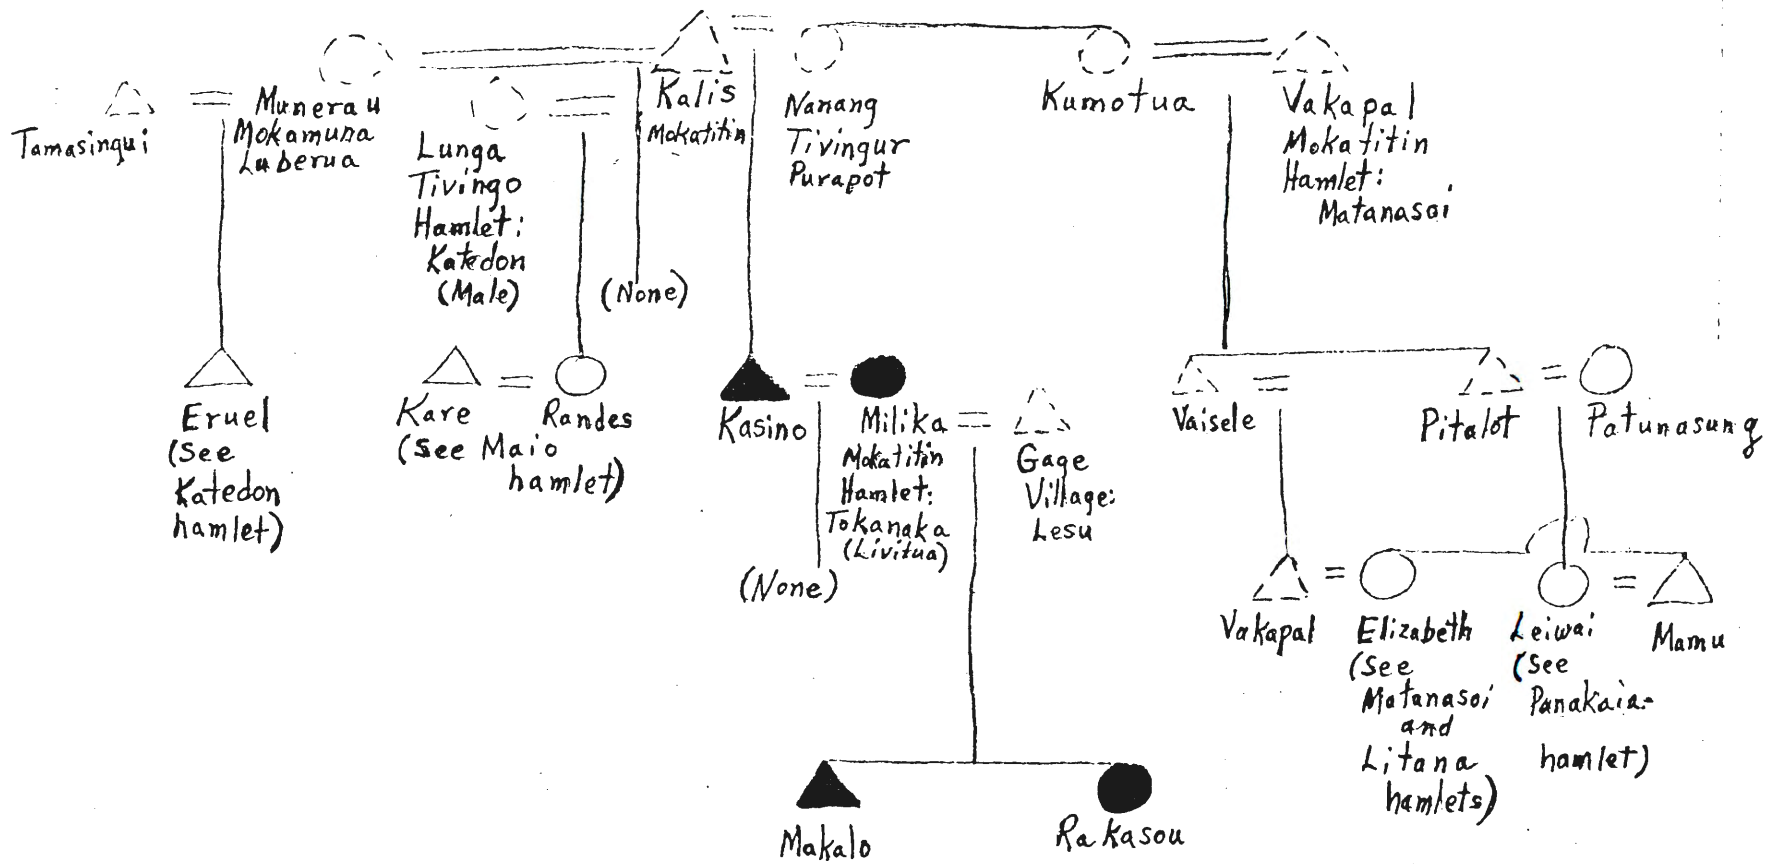 Tamasingui
Munerau
Mokamuna
Luberua
Lunga
Tivingo
Hamlet:
Katedon
(Male)
(None)
Kalis
Mokatitin
Nanang
Tivingur
Purapot
Kumotua
Vakapal
Mokatitin
Hamlet:
Matanasoi
Eruel
(See
Katedon
hamlet)
Kare
(See Maio
hamlet)
Randes
Kasino
(None)
Milika
Mokatitin
Hamlet:
Tokanaka
(Livitua)
Gage
Village:
Lesu
Vaisele
Pitalot
Patunasung
Vakapal
Elizabeth
(See
Matanasoi
and
Litana
hamlets)
Leiwai
(See
Panakaia-
hamlet)
Mamu
Makalo
Rakasou